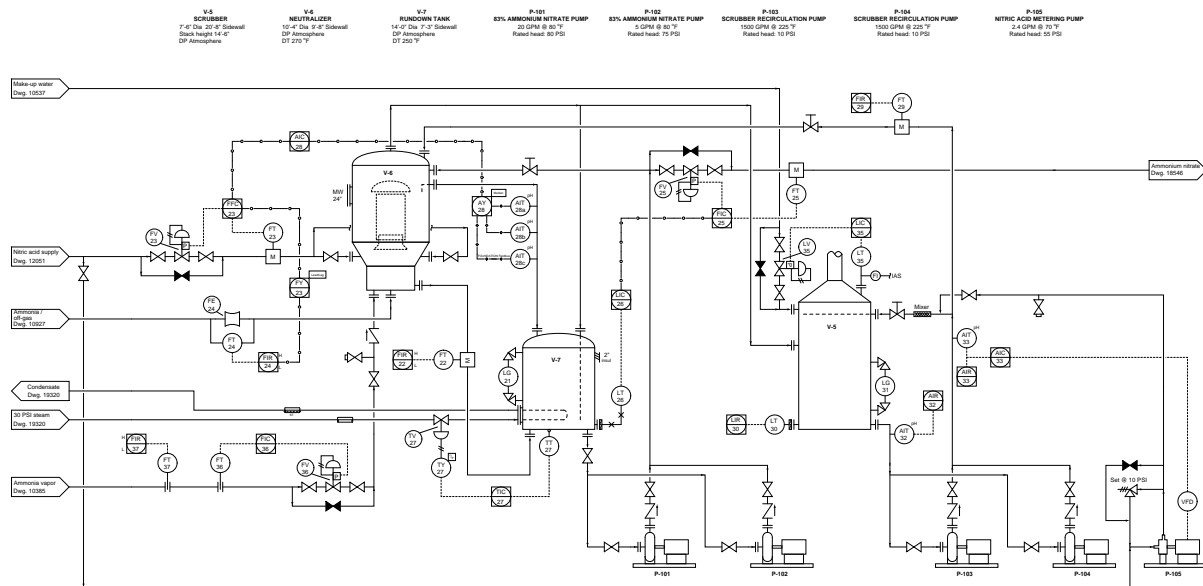 V-5
SCRUBBER
7'-6" Dia. 20'-8" Sidewall
Stack height 14'-6"
DP Atmosphere
V-6
NEUTRALIZER
10'-4" Dia. 9'-8" Sidewall
DP Atmosphere
DT 270 °F
V-7
RUNDOWN TANK
14'-0" Dia. 7'-3" Sidewall
DP Atmosphere
DT 250 °F
P-101
83% AMMONIUM NITRATE PUMP
20 GPM @ 80 °F
Rated head: 80 PSI
P-102
83% AMMONIUM NITRATE PUMP
5 GPM @ 80 °F
Rated head: 75 PSI
P-103
SCRUBBER RECIRCULATION PUMP
1500 GPM @ 225 °F
Rated head: 10 PSI
P-104
SCRUBBER RECIRCULATION PUMP
1500 GPM @ 225 °F
Rated head: 10 PSI
P-105
NITRIC ACID METERING PUMP
2.4 GPM @ 70 °F
Rated head: 55 PSI
Make-up water
Dwg. 10537
FIR
29
FT
29
M
AIC
28
V-6
MW
24"
AY
28
AIT
28a
pH
AIT
28b
pH
AIT
28c
pH
FV
25
P
FIC
25
M
FT
25
Ammonium nitrate
Dwg. 18546
FFC
23
FV
23
P
FT
23
M
Nitric acid supply
Dwg. 12051
FY
23
LIC
35
LV
35
LT
35
FI
IAS
LIC
26
FE
24
Ammonia /
off-gas
Dwg. 10927
FT
24
FIR
24
H
L
Mixer
V-5
FIR
22
H
L
FT
22
M
V-7
LG
21
2"
LT
26
AIT
33
pH
AIC
33
AIR
33
Condensate
Dwg. 19320
LG
31
AIR
32
30 PSI steam
Dwg. 19320
TV
27
TT
27
TY
27
TIC
27
LIR
30
LT
30
AIT
32
pH
H
L
FIR
37
FT
37
FIC
36
FT
36
FV
36
P
Ammonia vapor
Dwg. 10385
Set @ 10 PSI
VFD
P-101
P-102
P-103
P-104
P-105